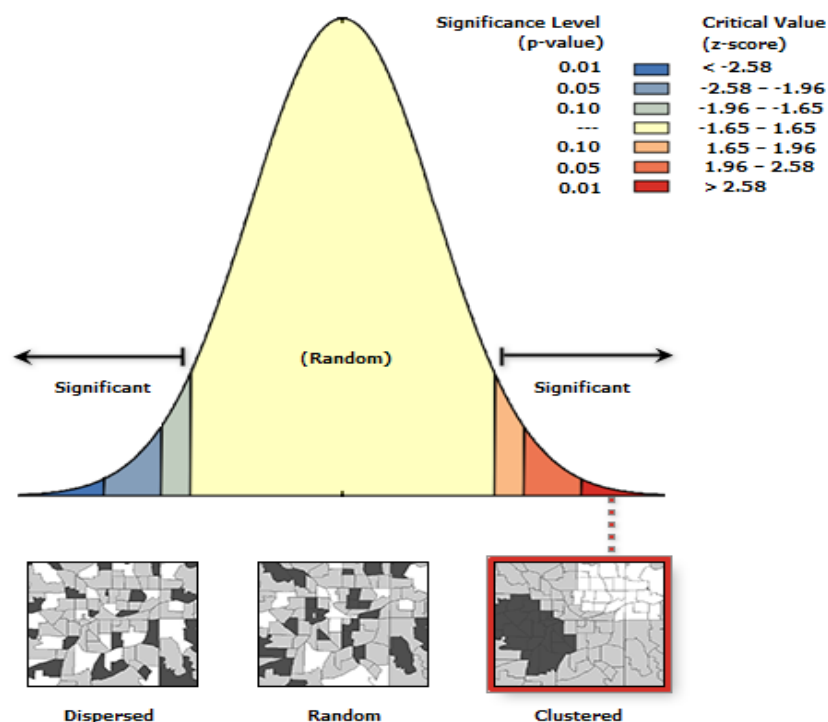 Significance Level Critical Value
(p-value) (z-score)
0.01 < -2.58
0.05 -2.58 – -1.96
0.10 -1.96 – -1.65
--- -1.65 – 1.65
0.10 1.65 – 1.96
0.05 1.96 – 2.58
0.01 > 2.58
(Random)
Significant Significant
Dispersed Random Clustered